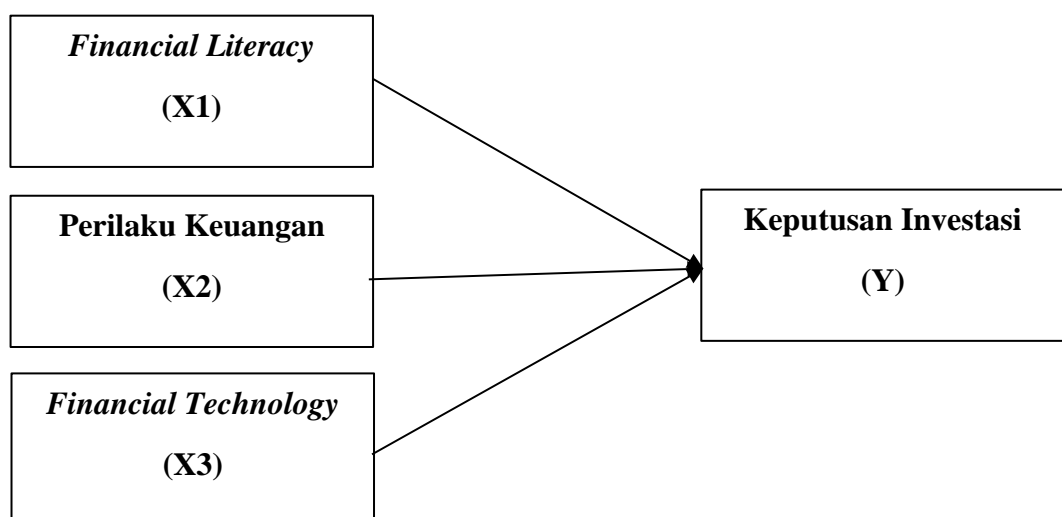 Financial Literacy
(X1)
Perilaku Keuangan
(X2)
Financial Technology
(X3)
Keputusan Investasi
(Y)